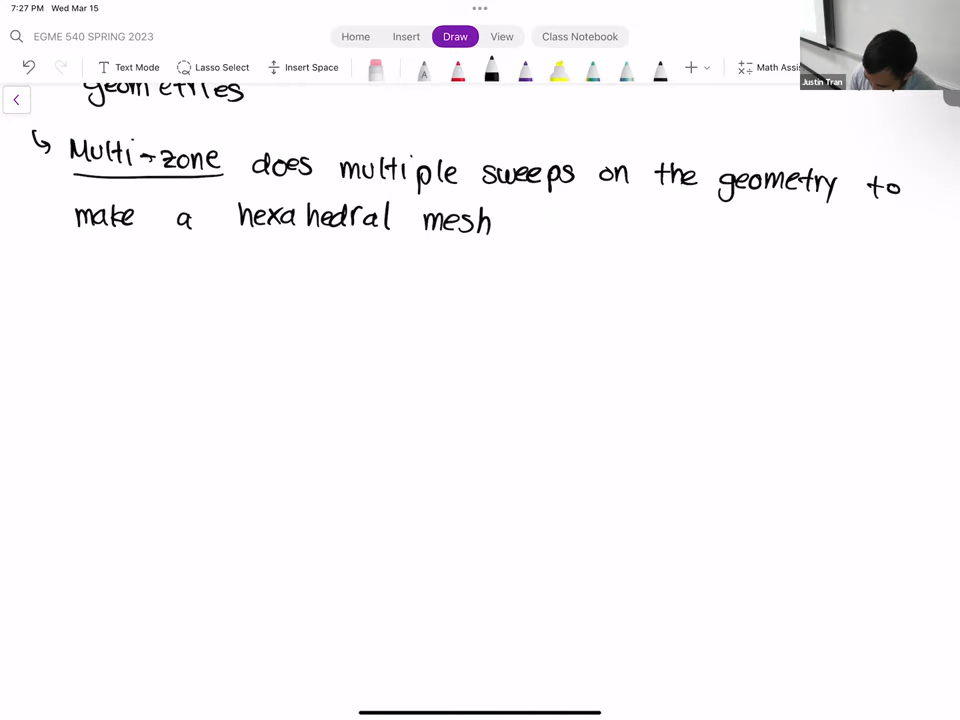 7:27 PM Wed Mar 15
EGME 540 SPRING 2023
Home Insert Draw View Class Notebook
Text Mode Lasso Select Insert Space Math Assis
Justin Tran
geometries
↳ Multi-zone does multiple sweeps on the geometry to
make a hexahedral mesh